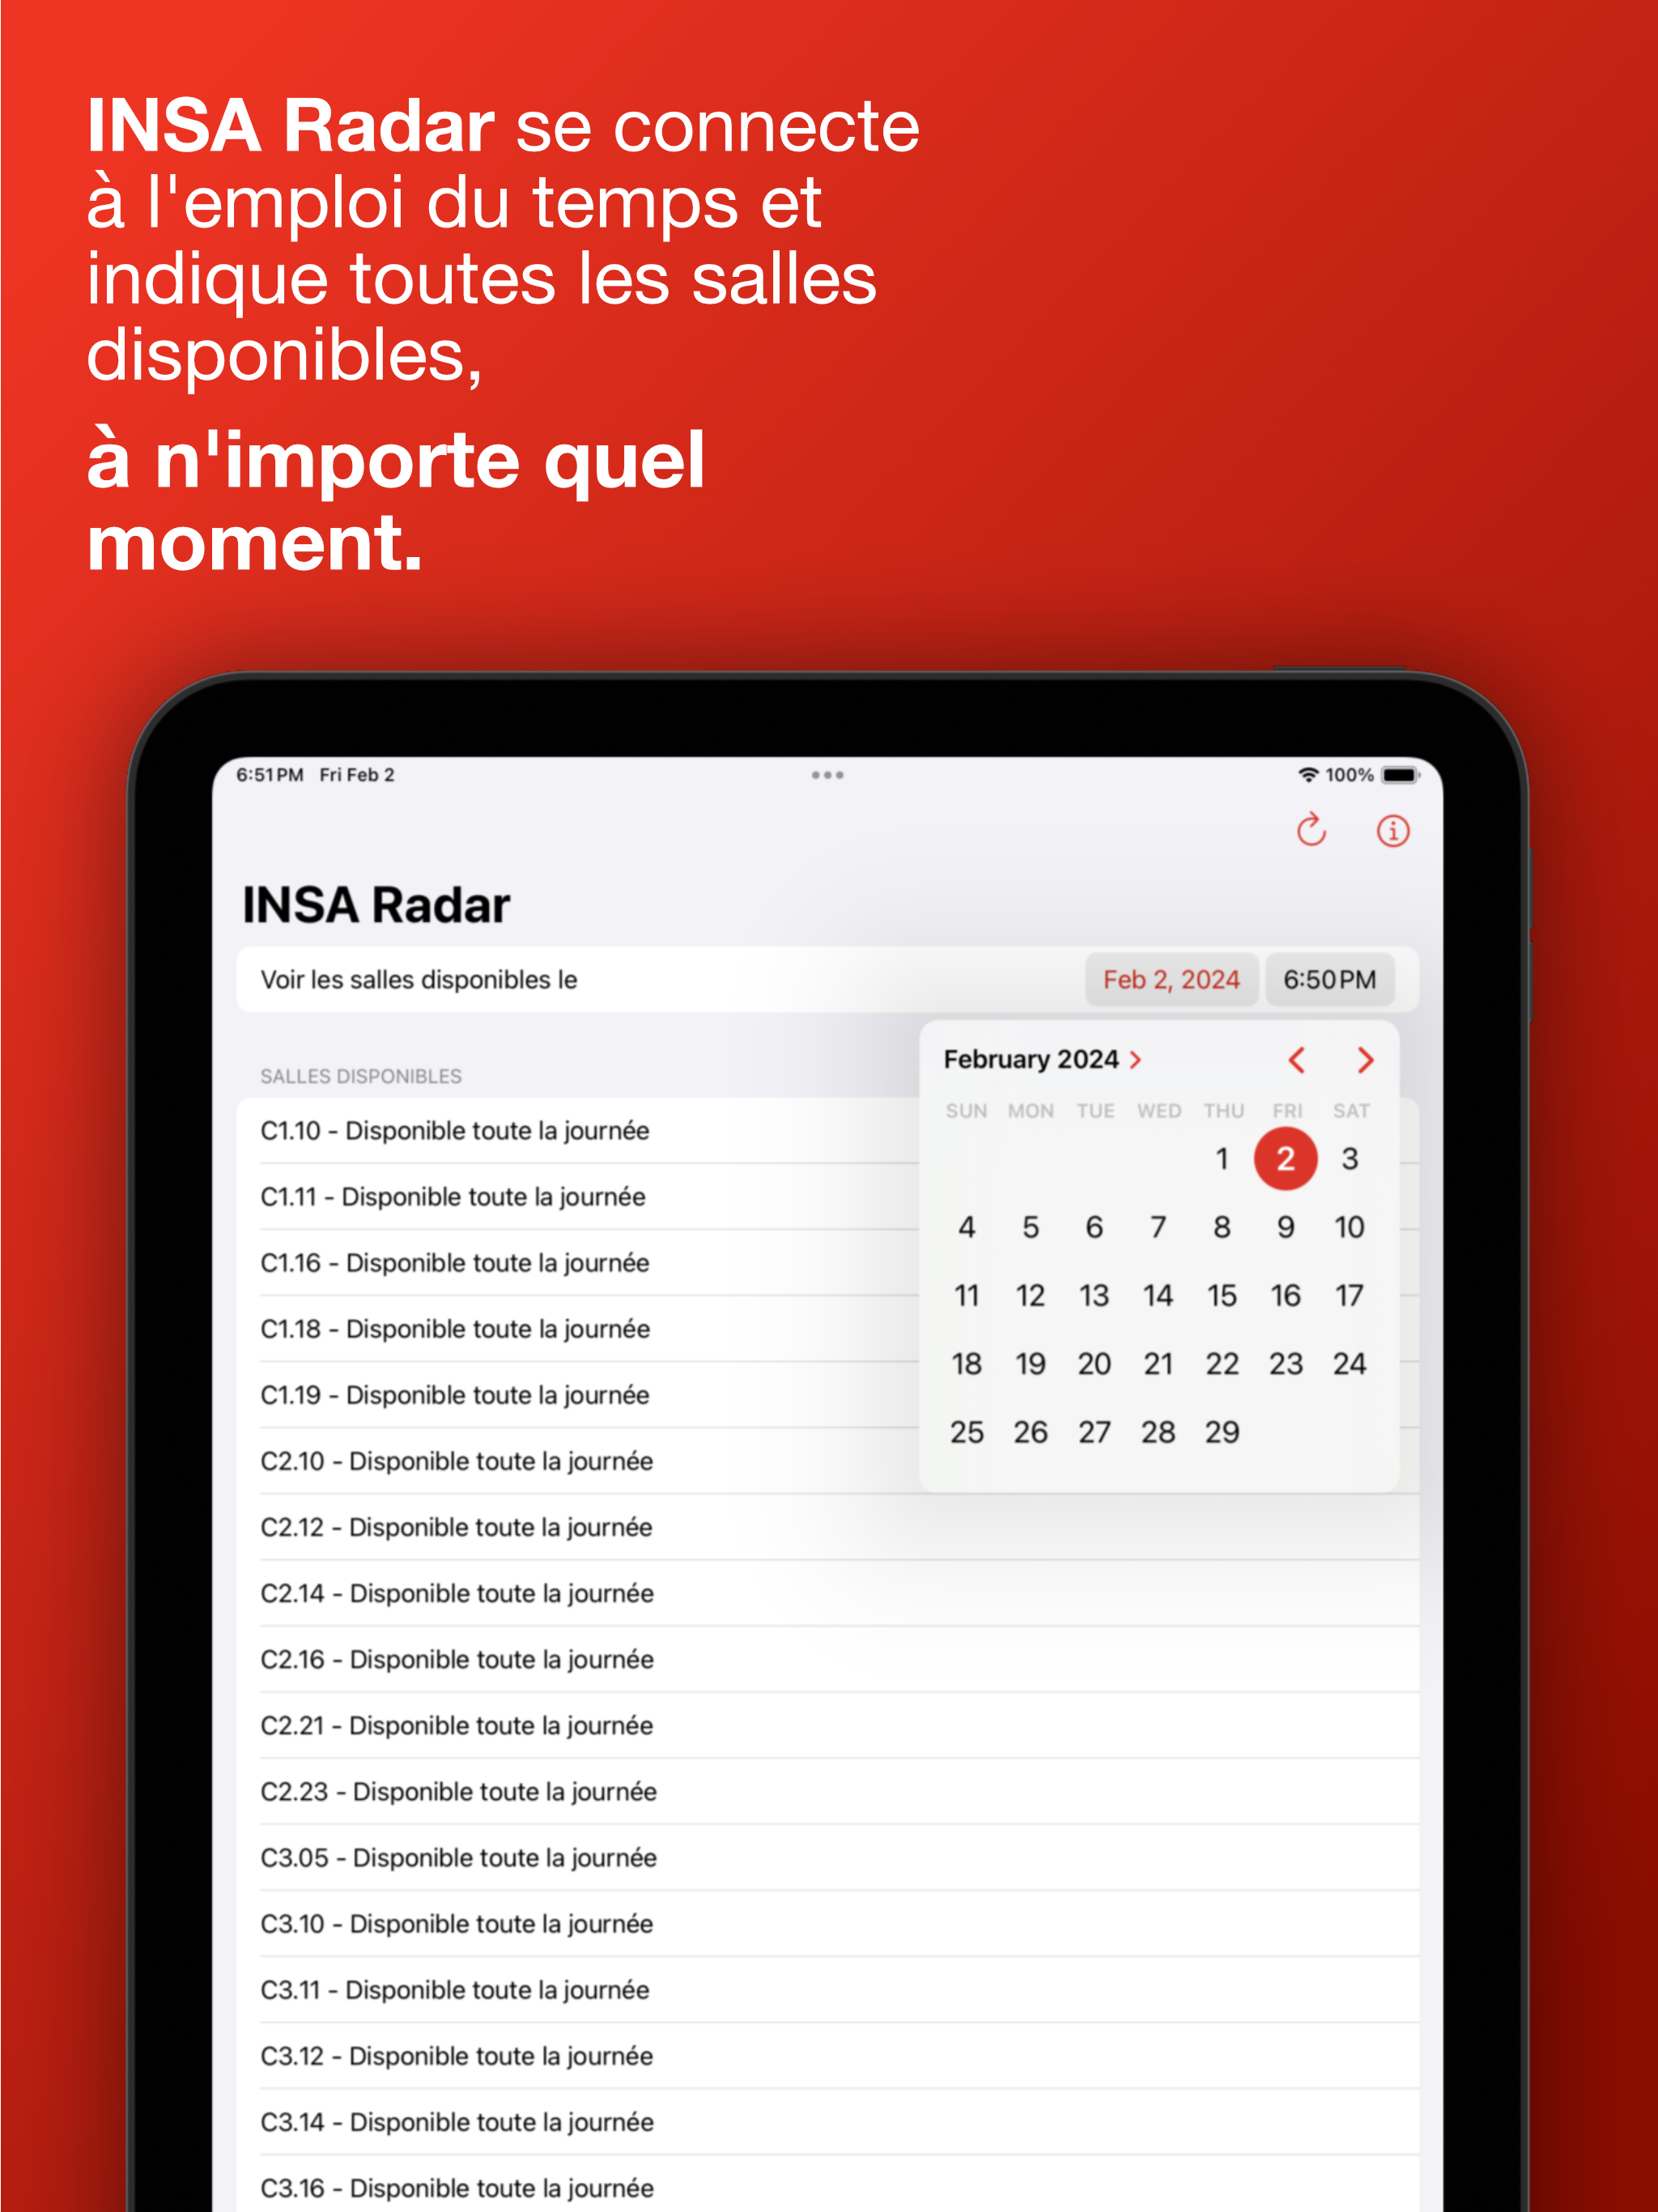 INSA Radar se connecte
à l'emploi du temps et
indique toutes les salles
disponibles,
à n'importe quel
moment.
6:51 PM Fri Feb 2
100%
INSA Radar
Voir les salles disponibles le Feb 2, 2024 6:50 PM
February 2024
SUN MON TUE WED THU FRI SAT
1 2 3
4 5 6 7 8 9 10
11 12 13 14 15 16 17
18 19 20 21 22 23 24
25 26 27 28 29
SALLES DISPONIBLES
C1.10 - Disponible toute la journée
C1.11 - Disponible toute la journée
C1.16 - Disponible toute la journée
C1.18 - Disponible toute la journée
C1.19 - Disponible toute la journée
C2.10 - Disponible toute la journée
C2.12 - Disponible toute la journée
C2.14 - Disponible toute la journée
C2.16 - Disponible toute la journée
C2.21 - Disponible toute la journée
C2.23 - Disponible toute la journée
C3.05 - Disponible toute la journée
C3.10 - Disponible toute la journée
C3.11 - Disponible toute la journée
C3.12 - Disponible toute la journée
C3.14 - Disponible toute la journée
C3.16 - Disponible toute la journée